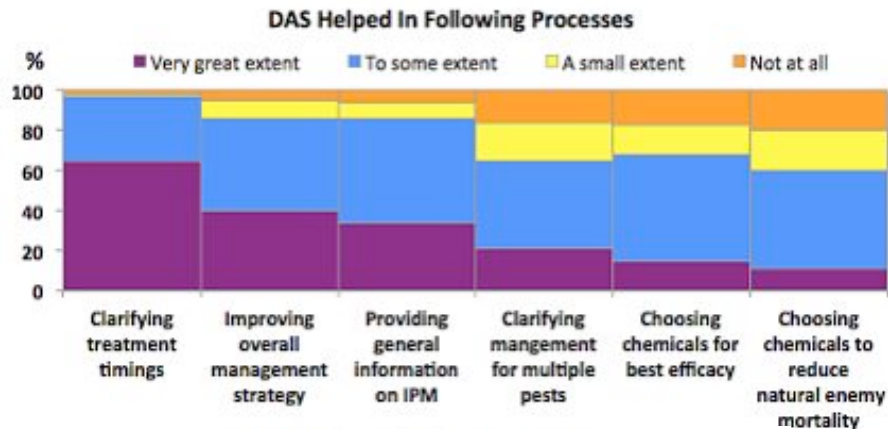 DAS Helped In Following Processes
%
Very great extent
To some extent
A small extent
Not at all
100
80
60
40
20
0
Clarifying
treatment
timings
Improving
overall
management
strategy
Providing
general
information
on IPM
Clarifying
mangement
for multiple
pests
Choosing
chemicals for
best efficacy
Choosing
chemicals to
reduce
natural enemy
mortality